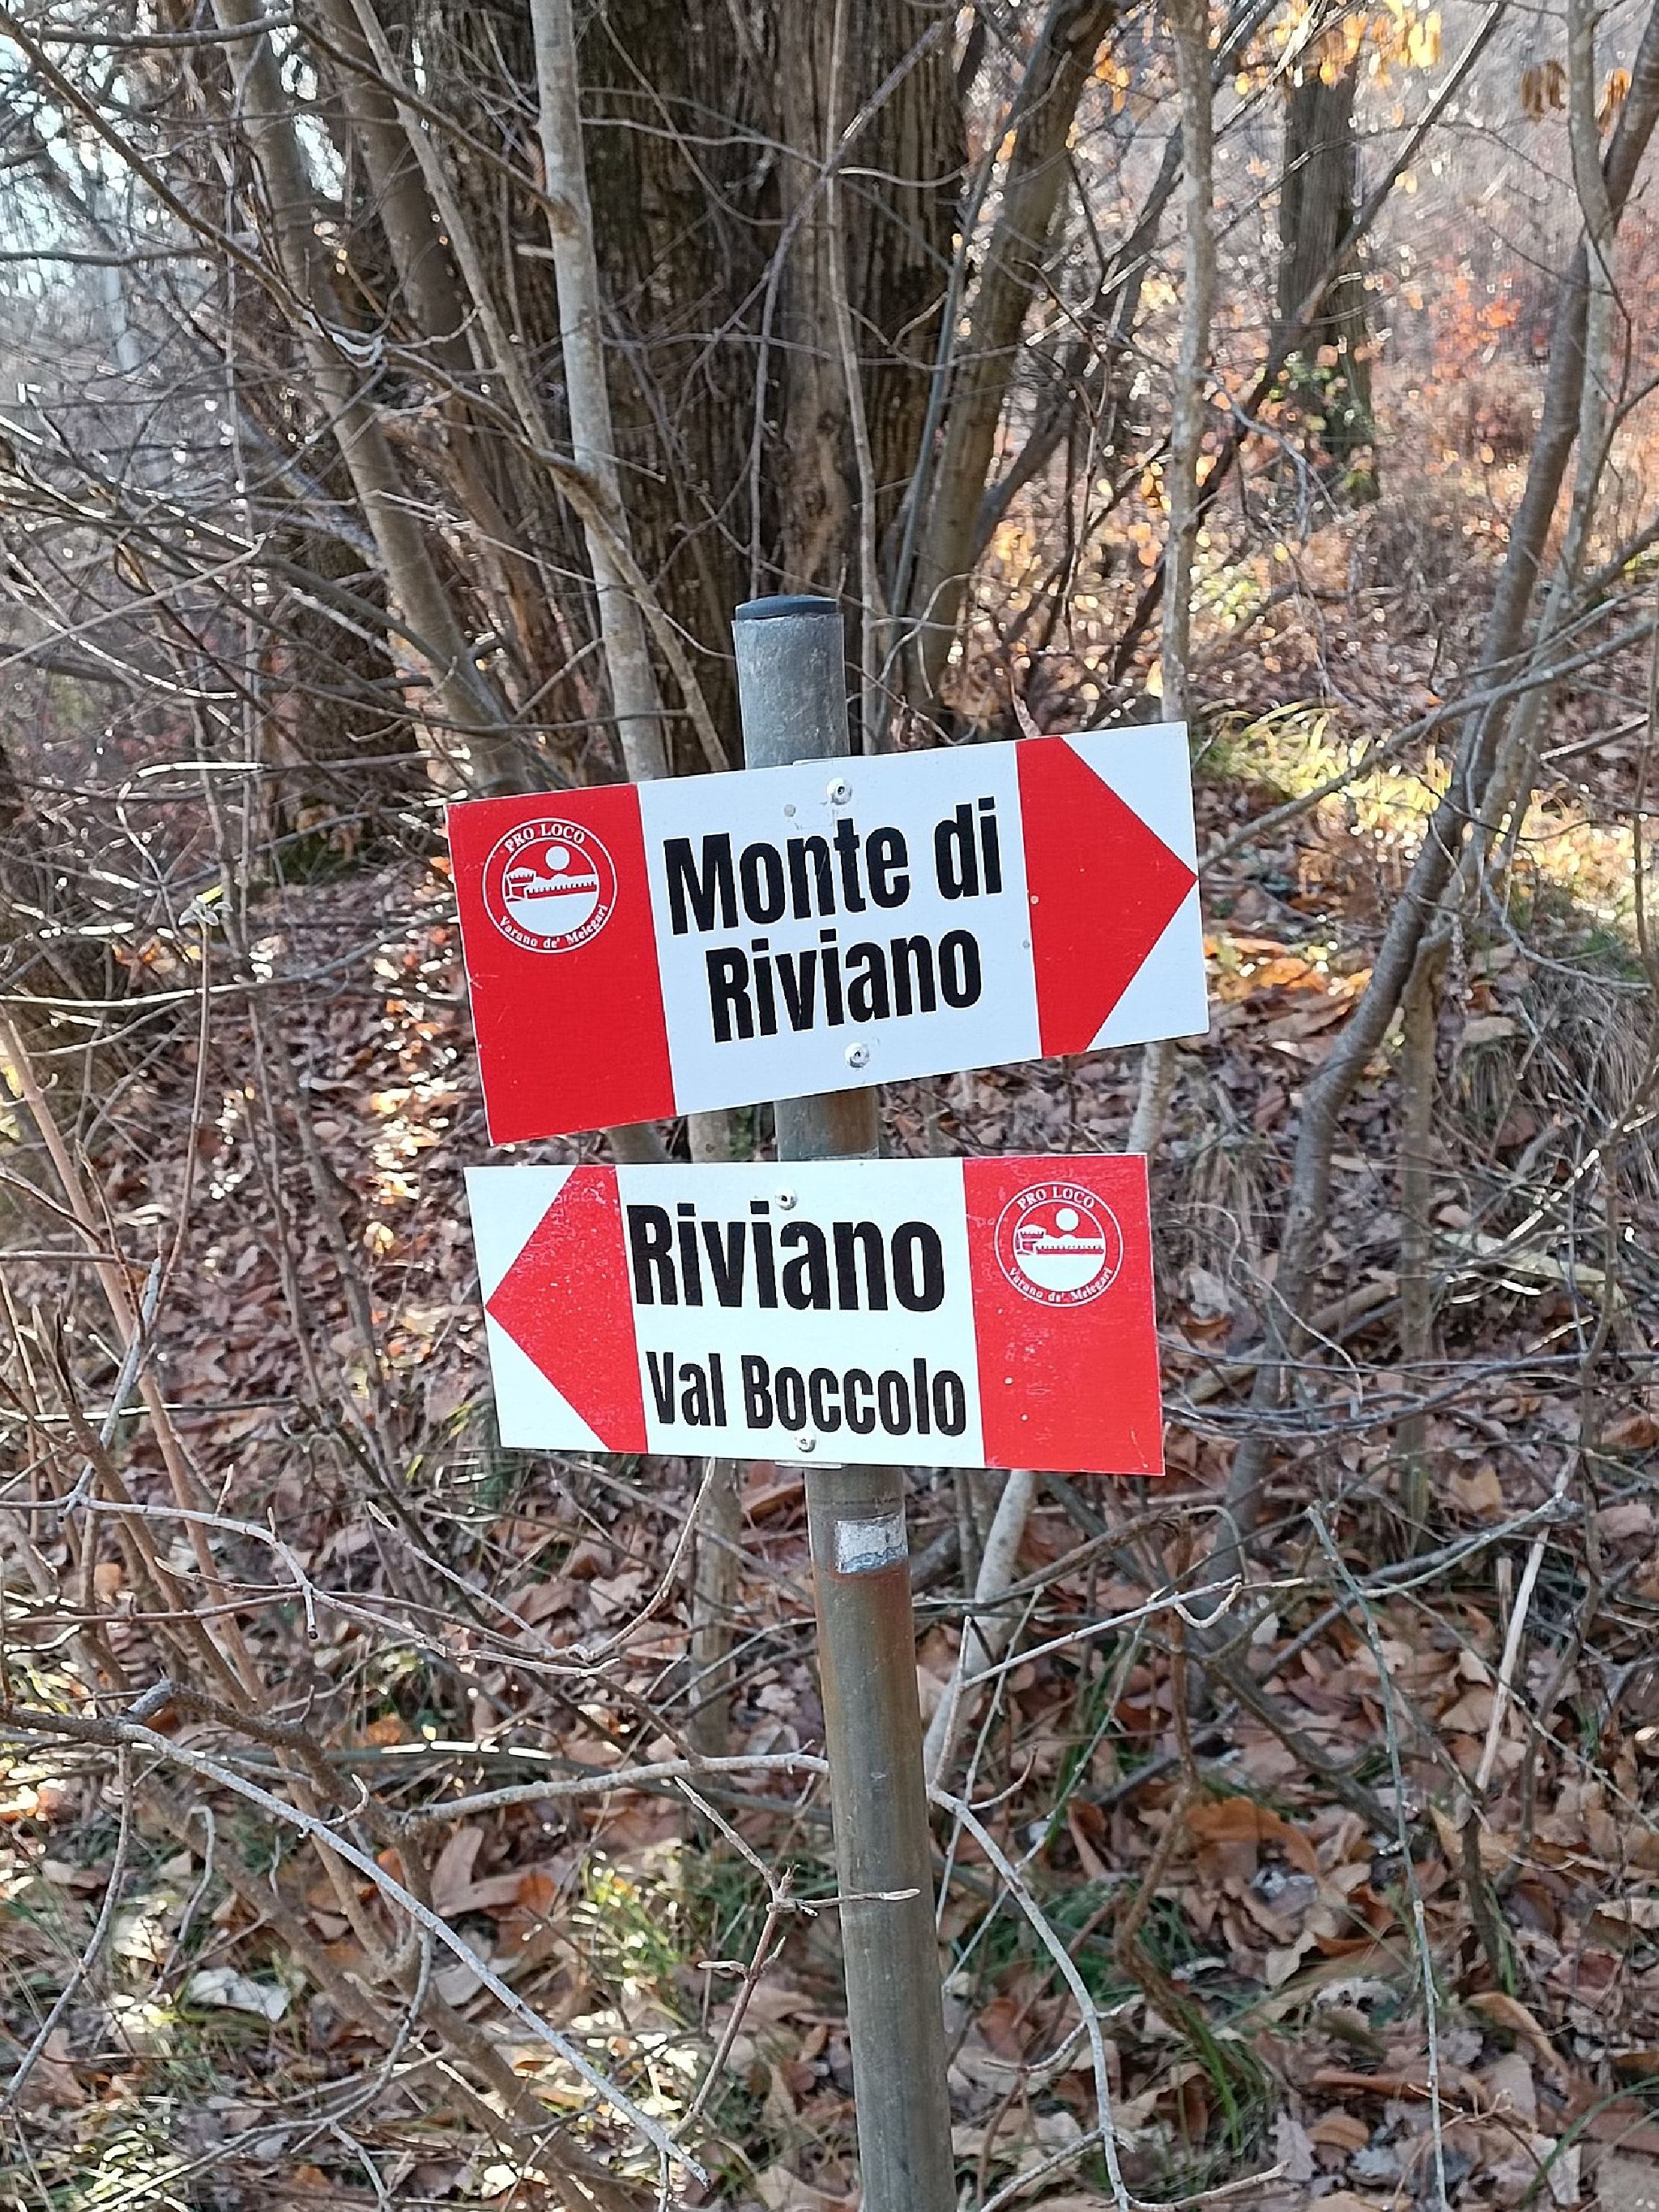 PRO LOCO
Varano de' Melegari
Monte di
Riviano
Riviano
Val Boccolo
PRO LOCO
Varano de' Melegari